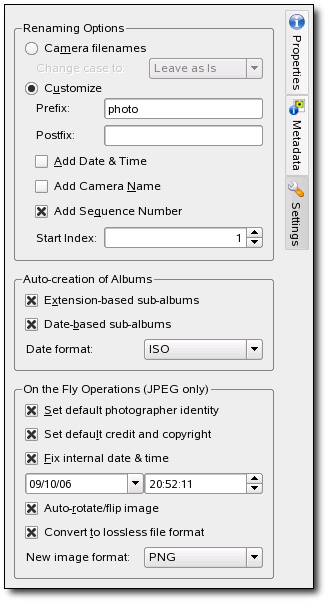 Renaming Options
Camera filenames
Change case to: Leave as Is
Customize
Prefix: photo
Postfix:
Add Date & Time
Add Camera Name
Add Sequence Number
Start Index: 1
Auto-creation of Albums
Extension-based sub-albums
Date-based sub-albums
Date format: ISO
On the Fly Operations (JPEG only)
Set default photographer identity
Set default credit and copyright
Fix internal date & time
09/10/06 20:52:11
Auto-rotate/flip image
Convert to lossless file format
New image format: PNG
Properties
Metadata
Settings